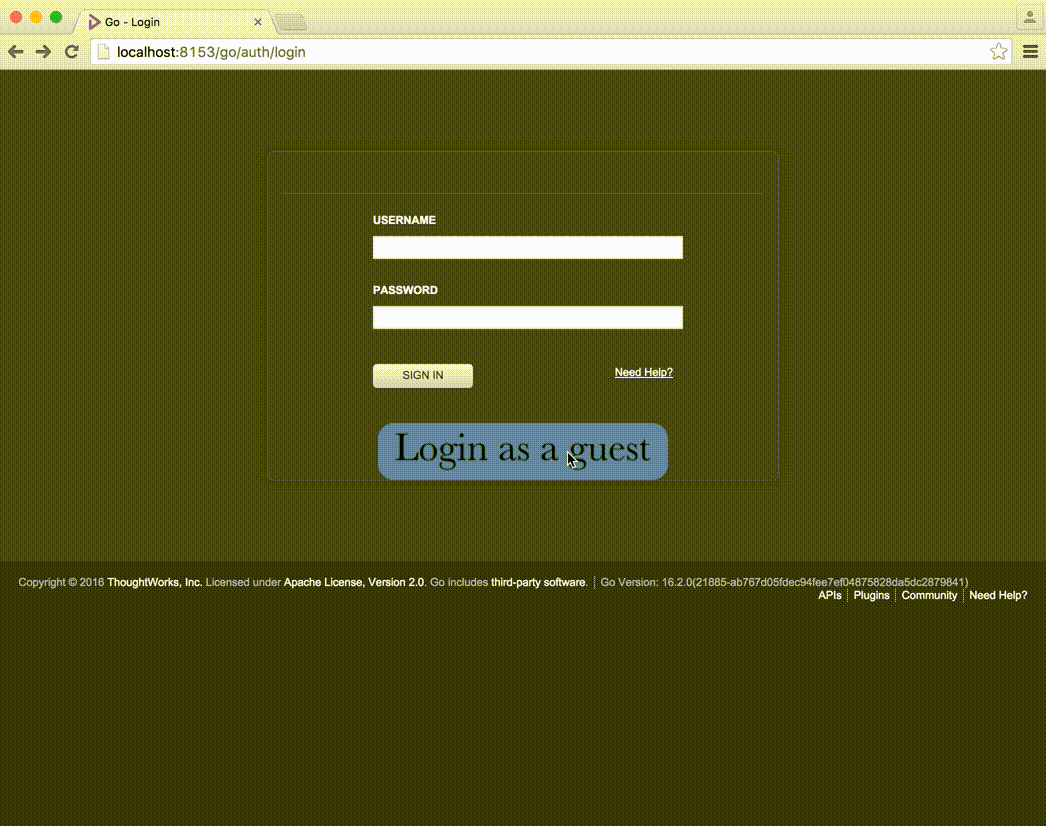 Go - Login
localhost:8153/go/auth/login
USERNAME
PASSWORD
SIGN IN
Need Help?
Login as a guest
Copyright © 2016 ThoughtWorks, Inc. Licensed under Apache License, Version 2.0. Go includes third-party software. Go Version: 16.2.0(21885-ab767d05fdec94fee7ef04875828da5dc2879841)
APIs Plugins Community Need Help?